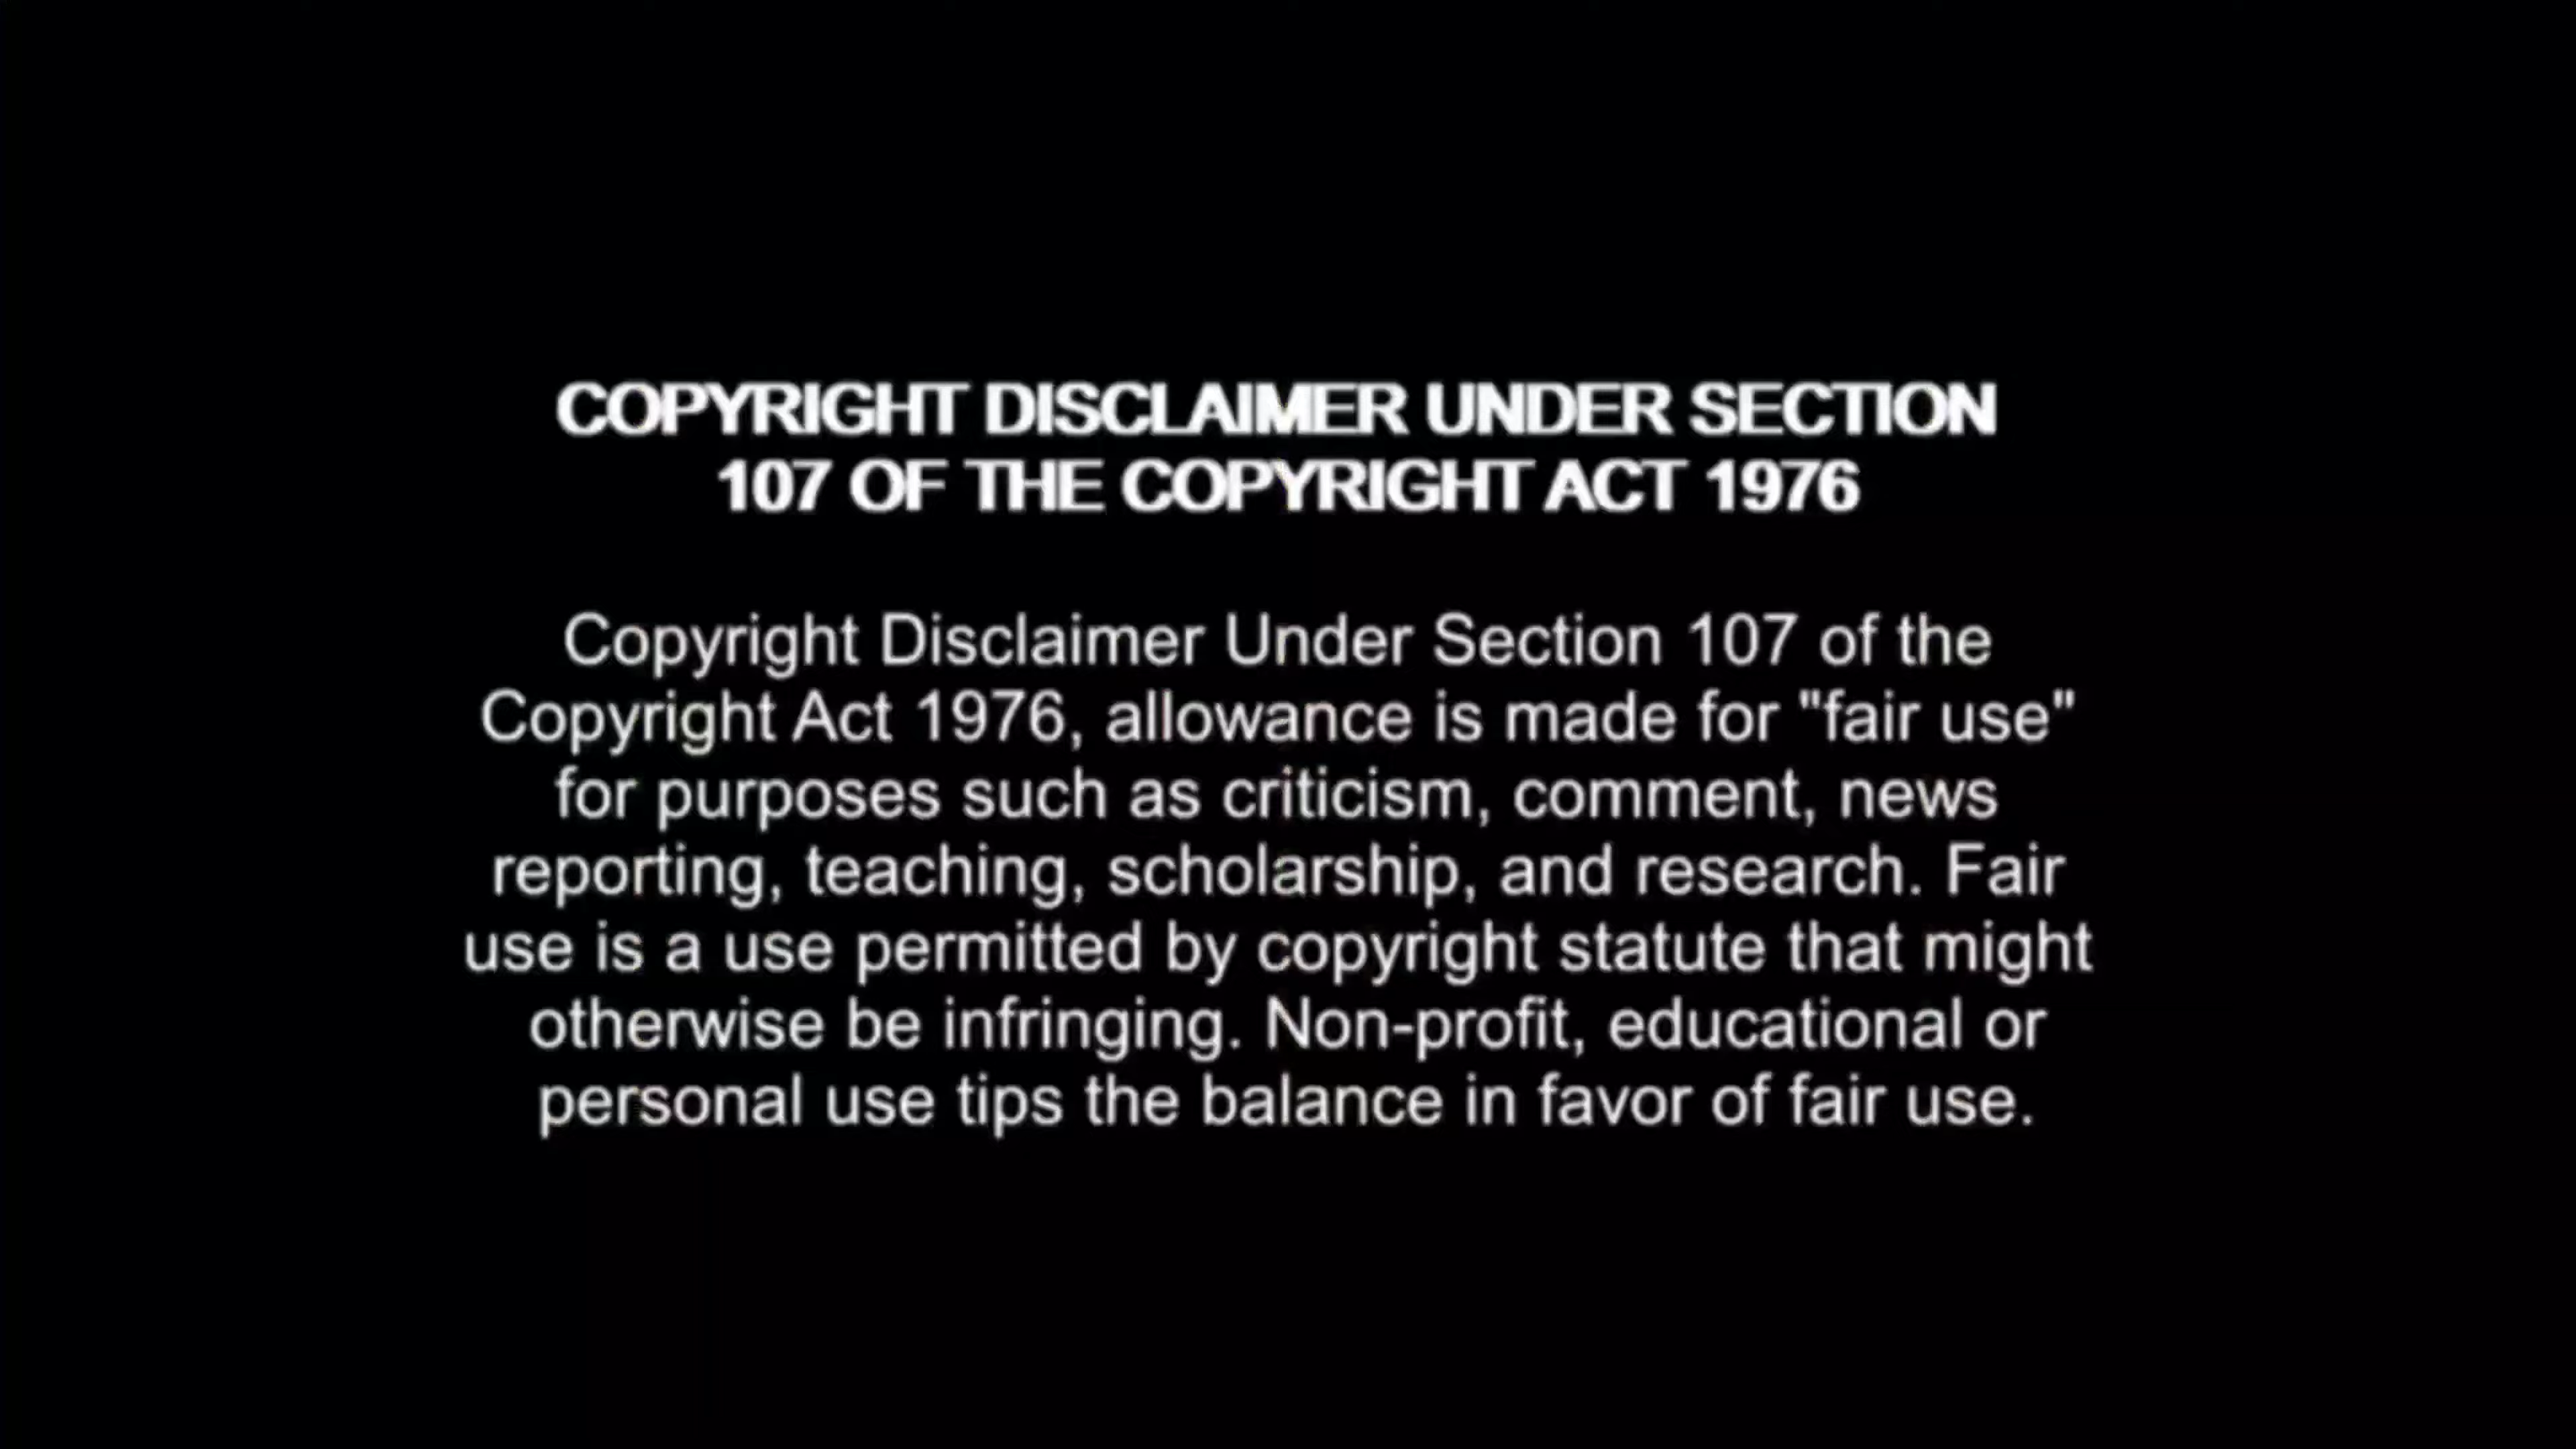 COPYRIGHT DISCLAIMER UNDER SECTION
107 OF THE COPYRIGHT ACT 1976
Copyright Disclaimer Under Section 107 of the
Copyright Act 1976, allowance is made for "fair use"
for purposes such as criticism, comment, news
reporting, teaching, scholarship, and research. Fair
use is a use permitted by copyright statute that might
otherwise be infringing. Non-profit, educational or
personal use tips the balance in favor of fair use.